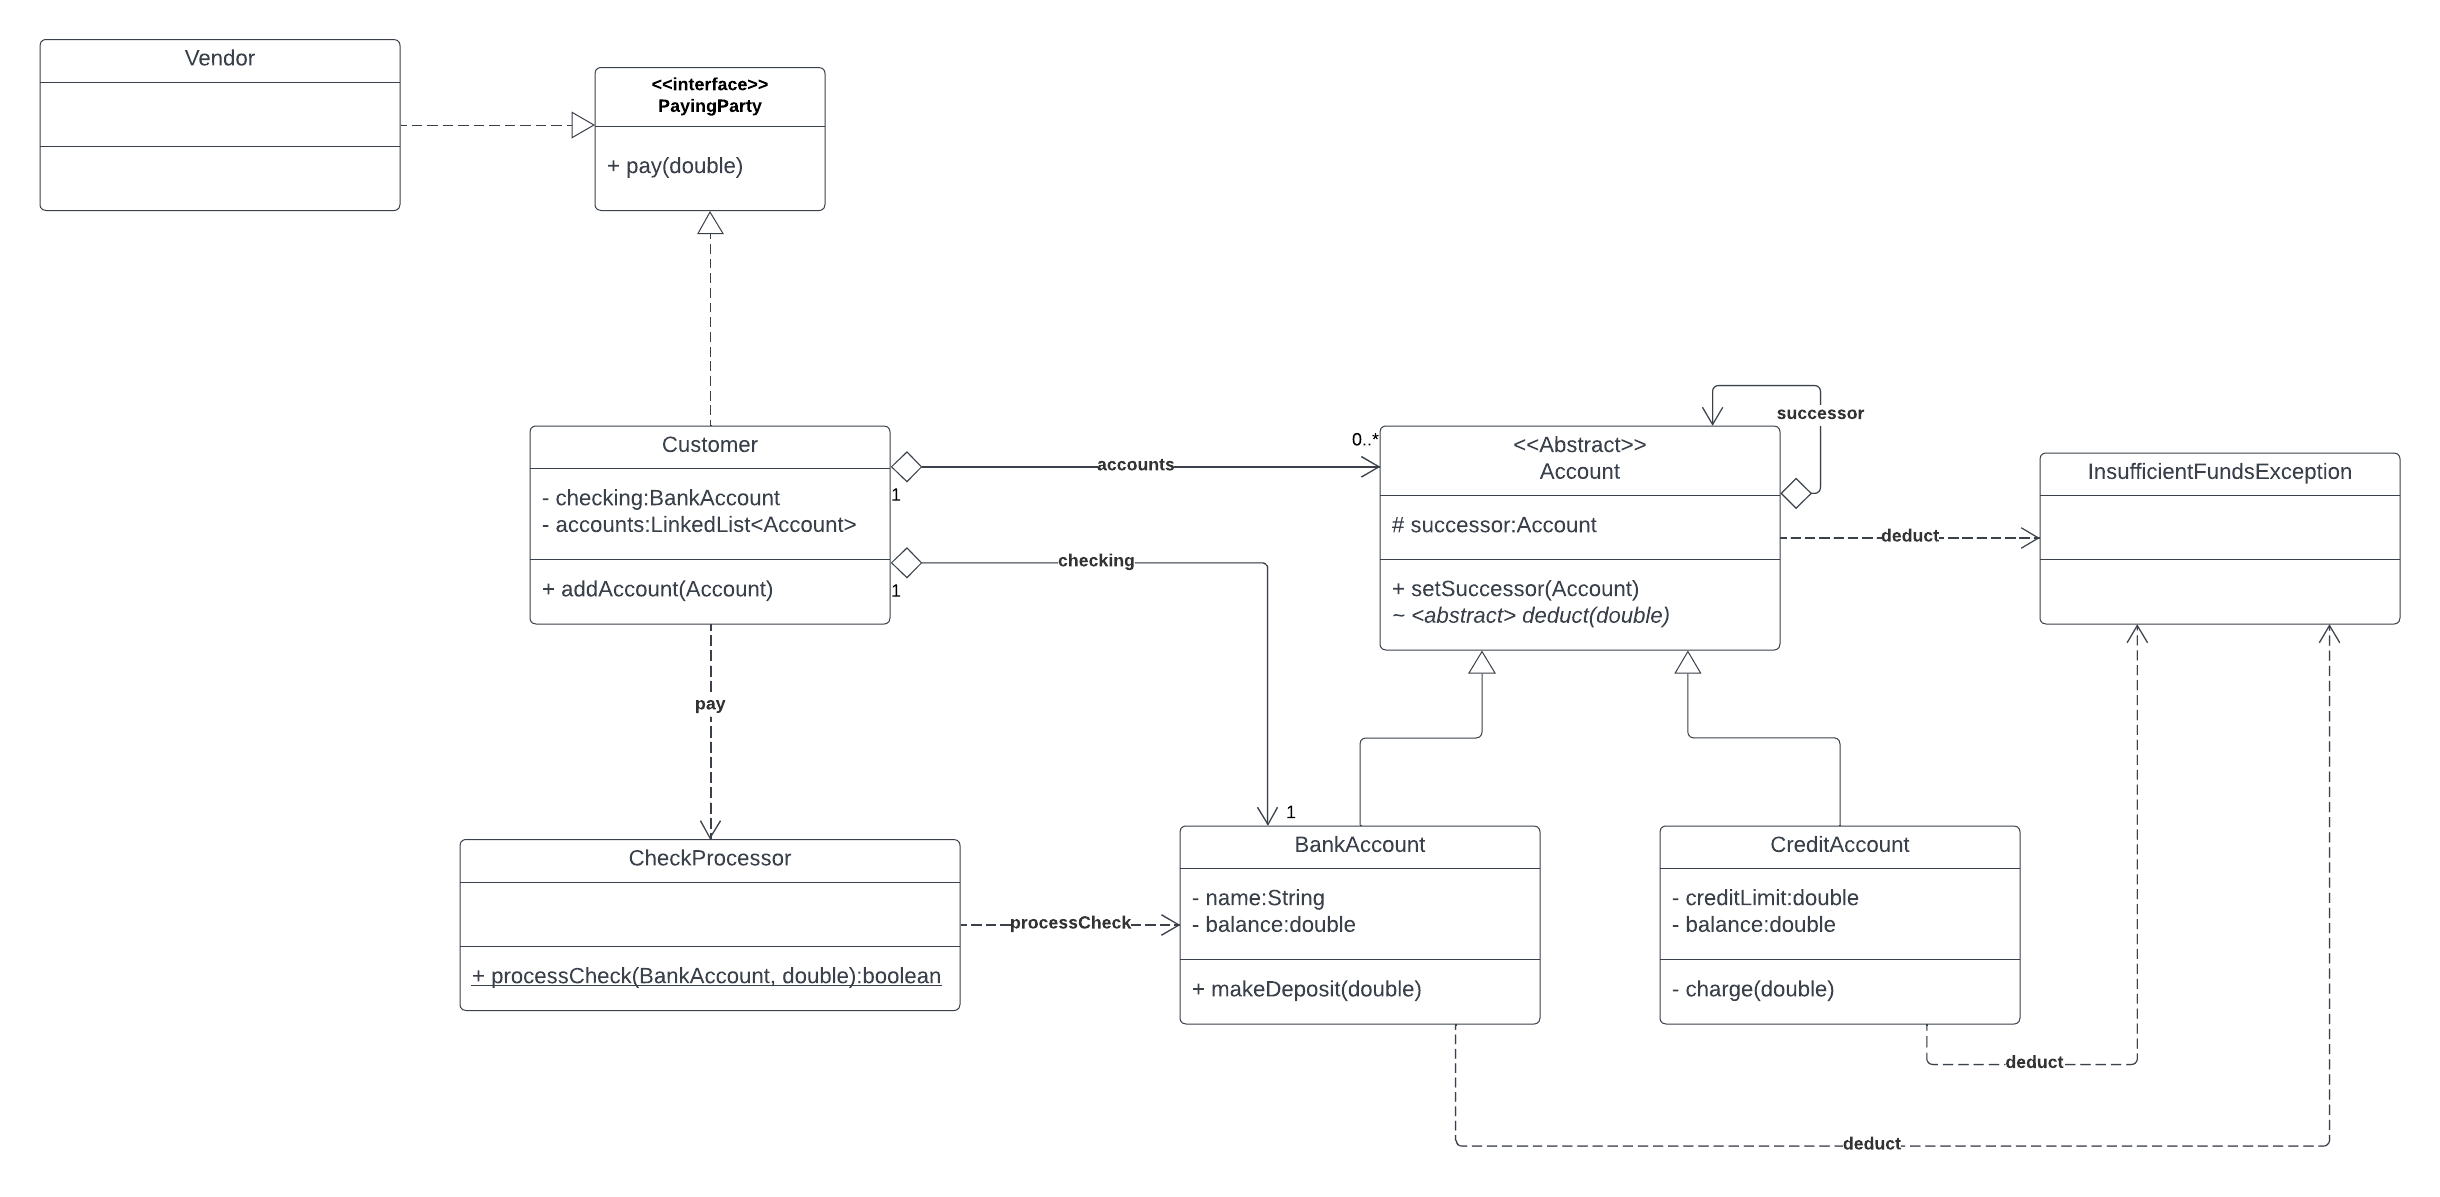 Vendor
<<interface>>
PayingParty
+ pay(double)
Customer
- checking:BankAccount
- accounts:LinkedList<Account>
+ addAccount(Account)
1
1
accounts
0..*
checking
1
successor
<<Abstract>>
Account
# successor:Account
+ setSuccessor(Account)
~ <abstract> deduct(double)
deduct
InsufficientFundsException
pay
CheckProcessor
+ processCheck(BankAccount, double):boolean
processCheck
BankAccount
- name:String
- balance:double
+ makeDeposit(double)
CreditAccount
- creditLimit:double
- balance:double
- charge(double)
deduct
deduct